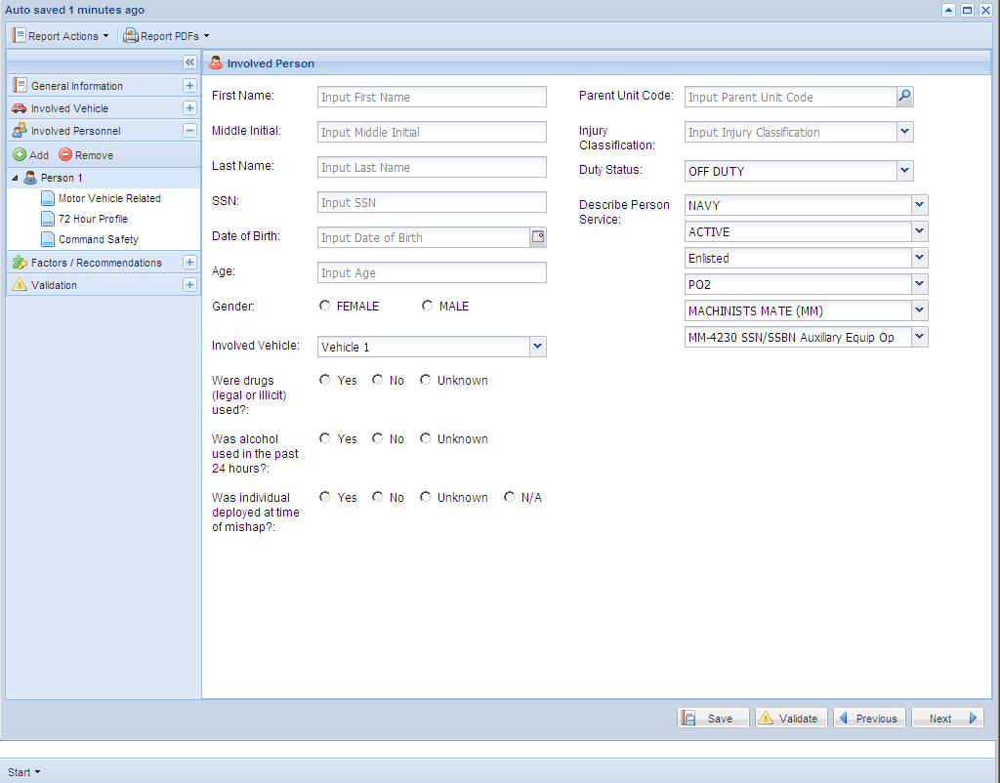 Auto saved 1 minutes ago
Report Actions
Report PDFs
General Information
Involved Vehicle
Involved Personnel
Add
Remove
Person 1
Motor Vehicle Related
72 Hour Profile
Command Safety
Factors / Recommendations
Validation
Involved Person
First Name:
Input First Name
Middle Initial:
Input Middle Initial
Last Name:
Input Last Name
SSN:
Input SSN
Date of Birth:
Input Date of Birth
Age:
Input Age
Gender:
FEMALE
MALE
Involved Vehicle:
Vehicle 1
Were drugs
(legal or illicit)
used?:
Yes
No
Unknown
Was alcohol
used in the past
24 hours?:
Yes
No
Unknown
Was individual
deployed at time
of mishap?:
Yes
No
Unknown
N/A
Parent Unit Code:
Input Parent Unit Code
Injury
Classification:
Input Injury Classification
Duty Status:
OFF DUTY
Describe Person
Service:
NAVY
ACTIVE
Enlisted
PO2
MACHINISTS MATE (MM)
MM-4230 SSN/SSBN Auxiliary Equip Op
Save
Validate
Previous
Next
Start